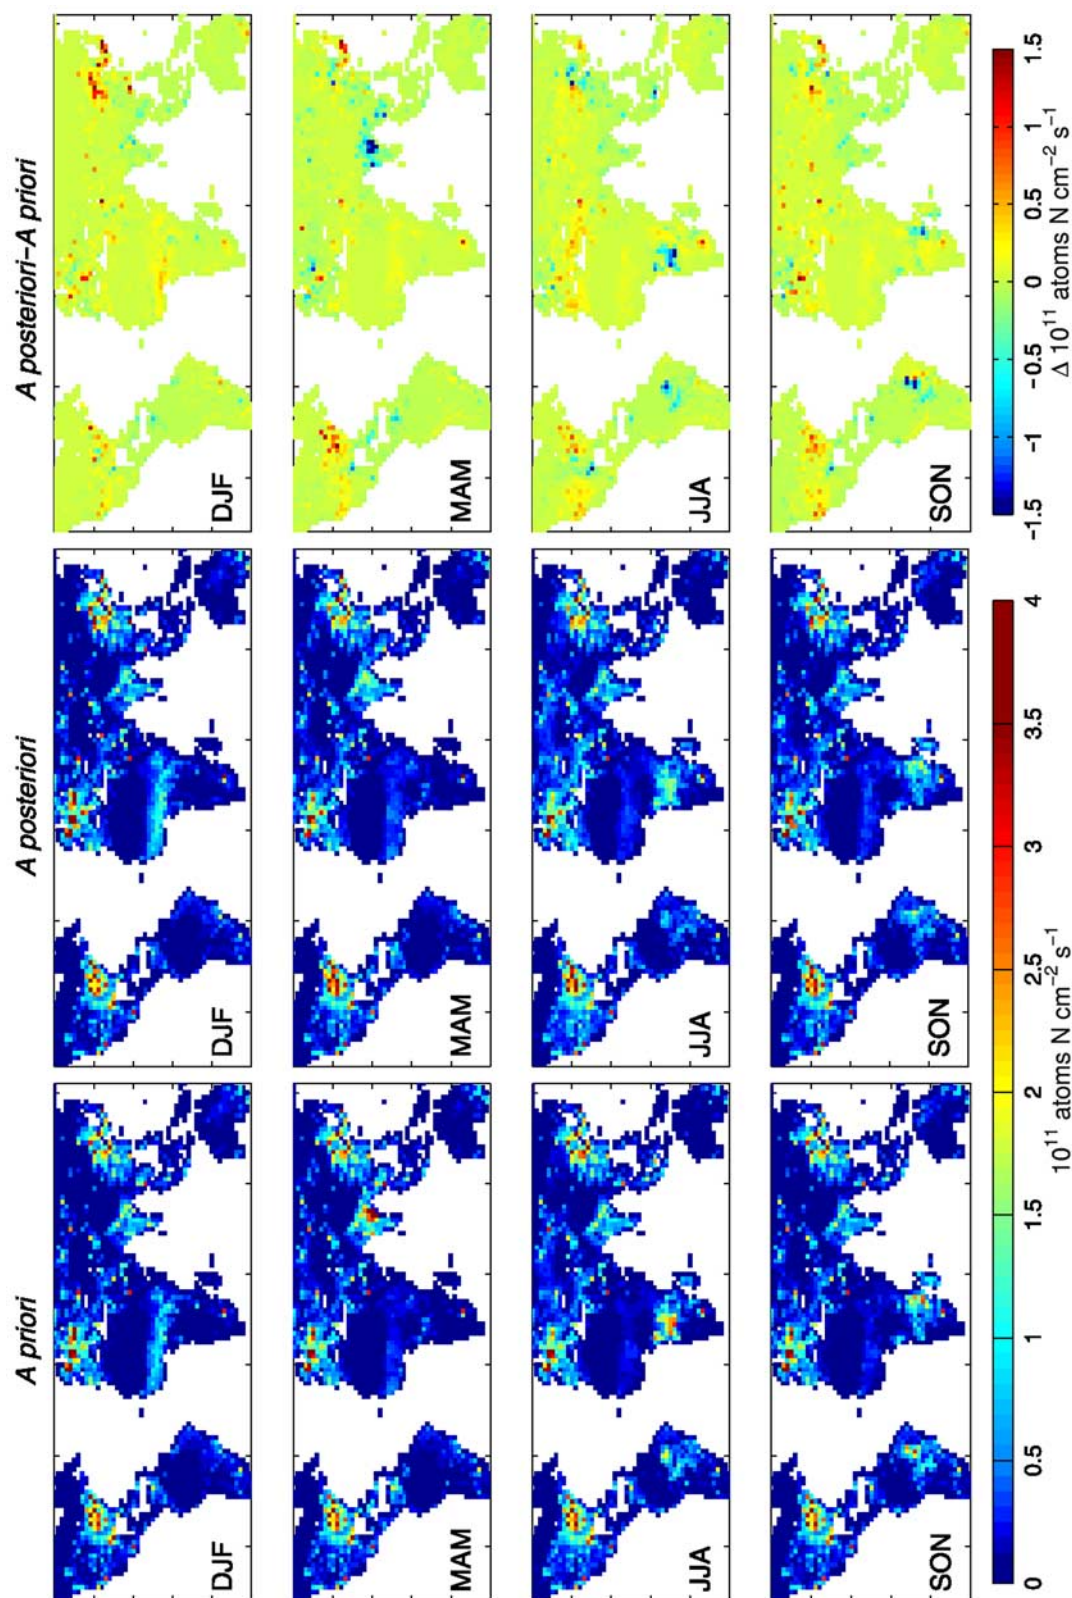 A priori
A posteriori
A posteriori−A priori
DJF
DJF
DJF
MAM
MAM
MAM
JJA
JJA
JJA
SON
SON
SON
0 0.5 1 1.5 2 2.5 3 3.5 4
10¹¹ atoms N cm⁻² s⁻¹
−1.5 −1 −0.5 0 0.5 1 1.5
Δ 10¹¹ atoms N cm⁻² s⁻¹